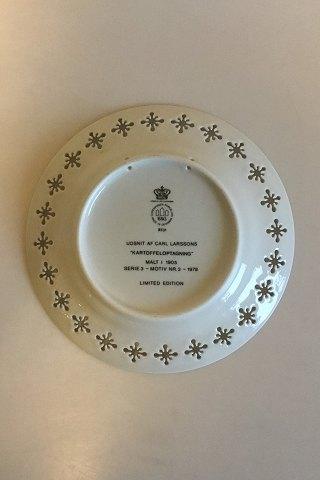 B&G
UDSNIT AF CARL LARSSONS
"KARTOFFELOPTAGNING"
MALT I 1905
SERIE 3 - MOTIV NR. 2 - 1978
LIMITED EDITION